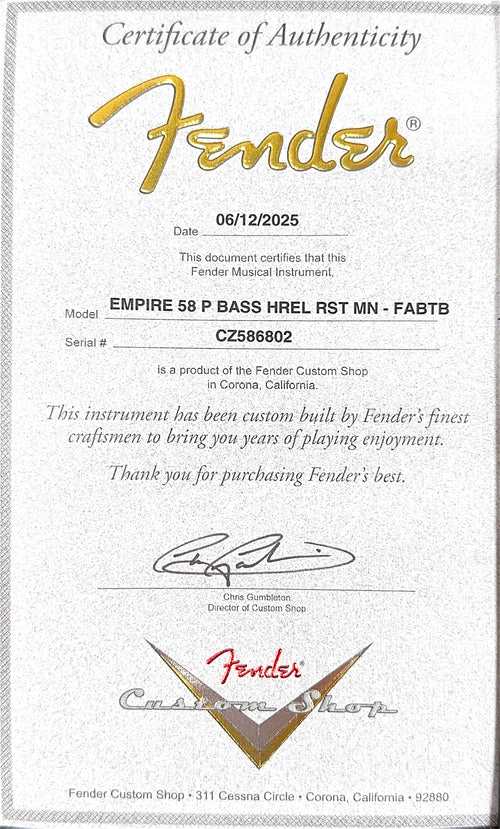 Certificate of Authenticity
Fender®
Date 06/12/2025
This document certifies that this
Fender Musical Instrument,
Model EMPIRE 58 P BASS HREL RST MN - FABTB
Serial # CZ586802
is a product of the Fender Custom Shop
in Corona, California.
This instrument has been custom built by Fender's finest
craftsmen to bring you years of playing enjoyment.
Thank you for purchasing Fender's best.
Chris Gumbleton
Director of Custom Shop
Fender®
Custom Shop
Fender Custom Shop • 311 Cessna Circle • Corona, California • 92880